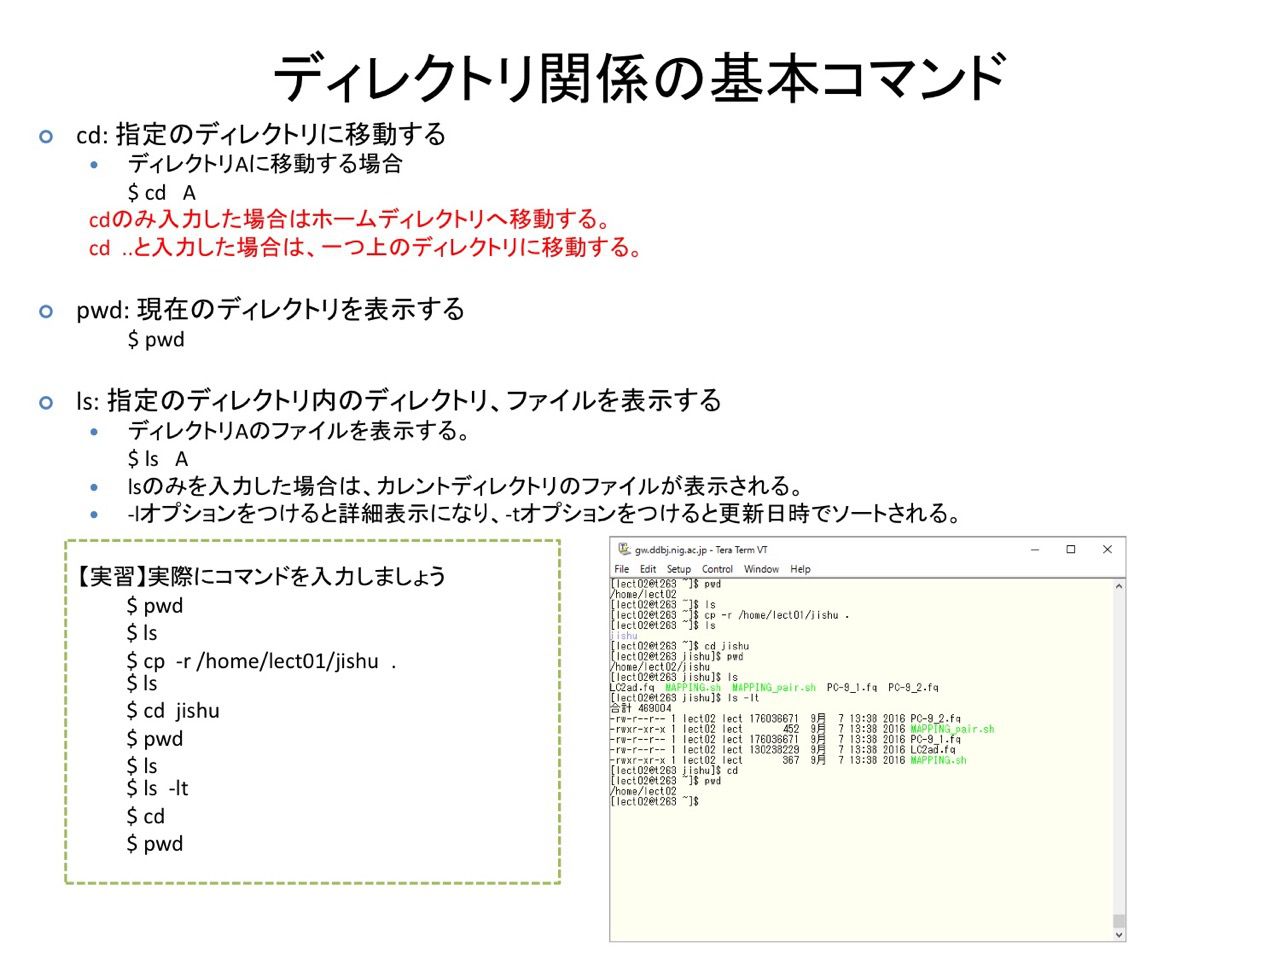 ディレクトリ関係の基本コマンド
cd: 指定のディレクトリに移動する
ディレクトリAに移動する場合
$ cd A
cdのみ入力した場合はホームディレクトリへ移動する。
cd ..と入力した場合は、一つ上のディレクトリに移動する。
pwd: 現在のディレクトリを表示する
$ pwd
ls: 指定のディレクトリ内のディレクトリ、ファイルを表示する
ディレクトリAのファイルを表示する。
$ ls A
lsのみを入力した場合は、カレントディレクトリのファイルが表示される。
-lオプションをつけると詳細表示になり、-tオプションをつけると更新日時でソートされる。
【実習】実際にコマンドを入力しましょう
$ pwd
$ ls
$ cp -r /home/lect01/jishu .
$ ls
$ cd jishu
$ pwd
$ ls
$ ls -lt
$ cd
$ pwd
gw.ddbj.nig.ac.jp - Tera Term VT
File Edit Setup Control Window Help
[lect02@t263 ~]$ pwd
/home/lect02
[lect02@t263 ~]$ ls
[lect02@t263 ~]$ cp -r /home/lect01/jishu .
[lect02@t263 ~]$ ls
jishu
[lect02@t263 ~]$ cd jishu
[lect02@t263 jishu]$ pwd
/home/lect02/jishu
[lect02@t263 jishu]$ ls
LC2ad.fq MAPPING.sh MAPPING_pair.sh PC-9_1.fq PC-9_2.fq
[lect02@t263 jishu]$ ls -lt
合計 469004
-rw-r--r-- 1 lect02 lect 176036671 9月 7 13:38 2016 PC-9_2.fq
-rwxr-xr-x 1 lect02 lect 452 9月 7 13:38 2016 MAPPING_pair.sh
-rw-r--r-- 1 lect02 lect 176036671 9月 7 13:38 2016 PC-9_1.fq
-rw-r--r-- 1 lect02 lect 130238229 9月 7 13:38 2016 LC2ad.fq
-rwxr-xr-x 1 lect02 lect 367 9月 7 13:38 2016 MAPPING.sh
[lect02@t263 jishu]$ cd
[lect02@t263 ~]$ pwd
/home/lect02
[lect02@t263 ~]$